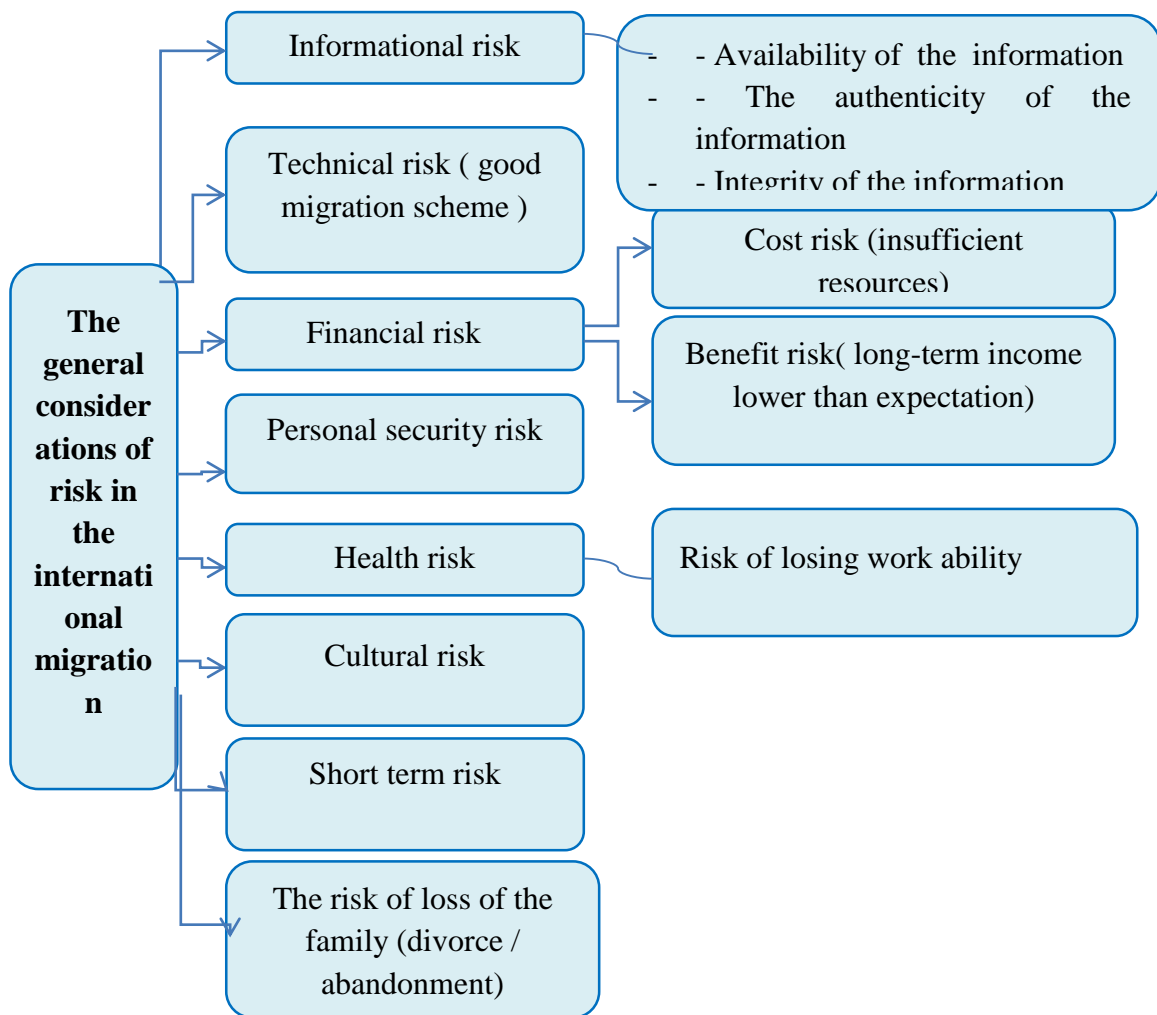 Informational risk
- - Availability of the information
- - The authenticity of the
information
- - Integrity of the information
Technical risk ( good
migration scheme )
Cost risk (insufficient
resources)
The
general
consider
ations of
risk in
the
internati
onal
migratio
n
Financial risk
Benefit risk( long-term income
lower than expectation)
Personal security risk
Health risk
Risk of losing work ability
Cultural risk
Short term risk
The risk of loss of the
family (divorce /
abandonment)